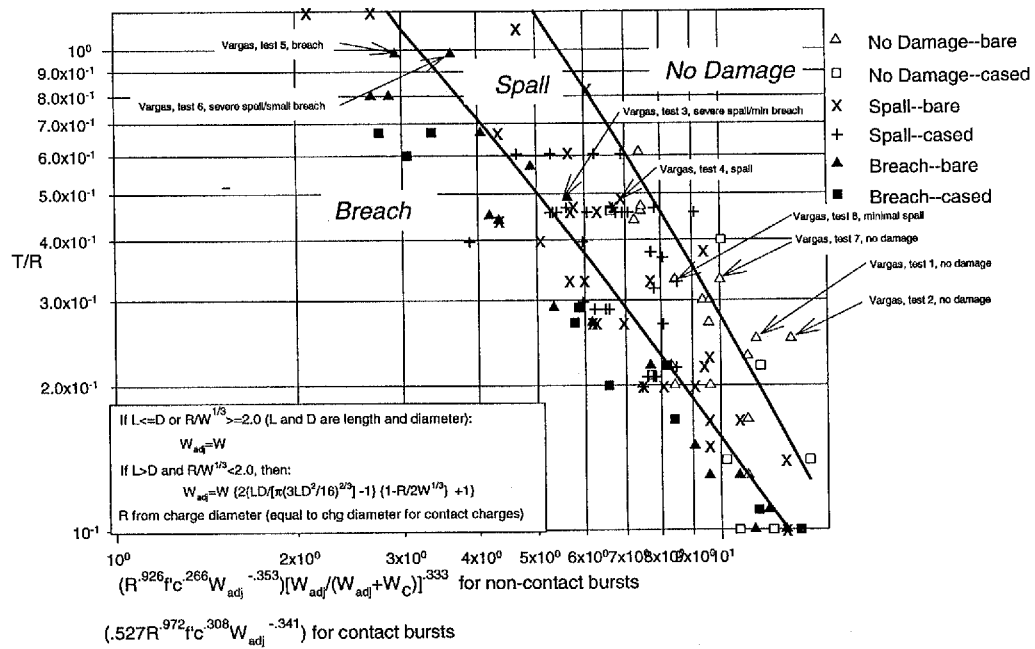 10⁰
9.0x10⁻¹
8.0x10⁻¹
7.0x10⁻¹
6.0x10⁻¹
5.0x10⁻¹
4.0x10⁻¹
T/R
3.0x10⁻¹
2.0x10⁻¹
10⁻¹
Vargas, test 5, breach
Vargas, test 6, severe spall/small breach
Spall
No Damage
Vargas, test 3, severe spall/min breach
Vargas, test 4, spall
Breach
Vargas, test 8, minimal spall
Vargas, test 7, no damage
Vargas, test 1, no damage
Vargas, test 2, no damage
No Damage--bare
No Damage--cased
Spall--bare
Spall--cased
Breach--bare
Breach--cased
If L<=D or R/W^1/3>=2.0 (L and D are length and diameter):
W_adj=W
If L>D and R/W^1/3<2.0, then:
W_adj=W {2{LD/[π(3LD²/16)^2/3] -1} {1-R/2W^1/3} +1}
R from charge diameter (equal to chg diameter for contact charges)
10⁰ 2x10⁰ 3x10⁰ 4x10⁰ 5x10⁰ 6x10⁰ 7x10⁰ 8x10⁰ 9x10⁰ 10¹
(R^.926 f'c^.266 W_adj^-.353)[W_adj/(W_adj+W_C)]^.333 for non-contact bursts
(.527R^.972 f'c^.308 W_adj^-.341) for contact bursts